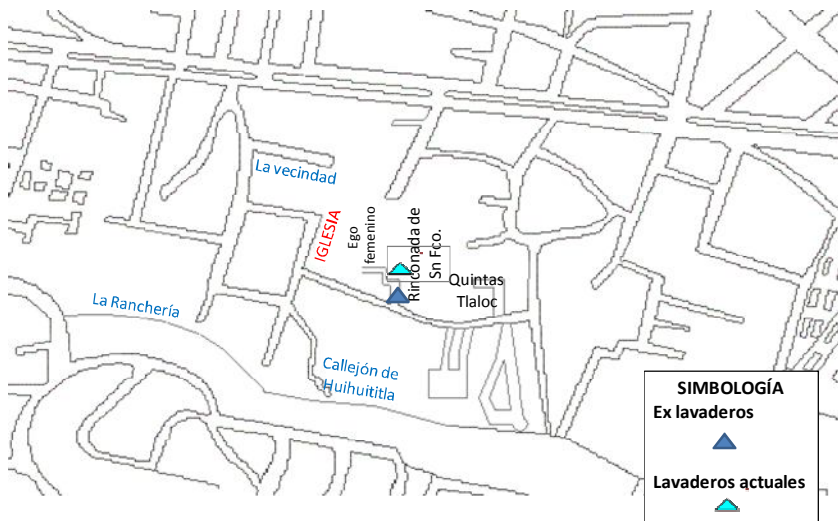 La vecindad
IGLESIA
Ego
femenino
Rinconada de
Sn Fco.
Quintas
Tlaloc
La Ranchería
Callejón de
Huihuititla
SIMBOLOGÍA
Ex lavaderos
Lavaderos actuales